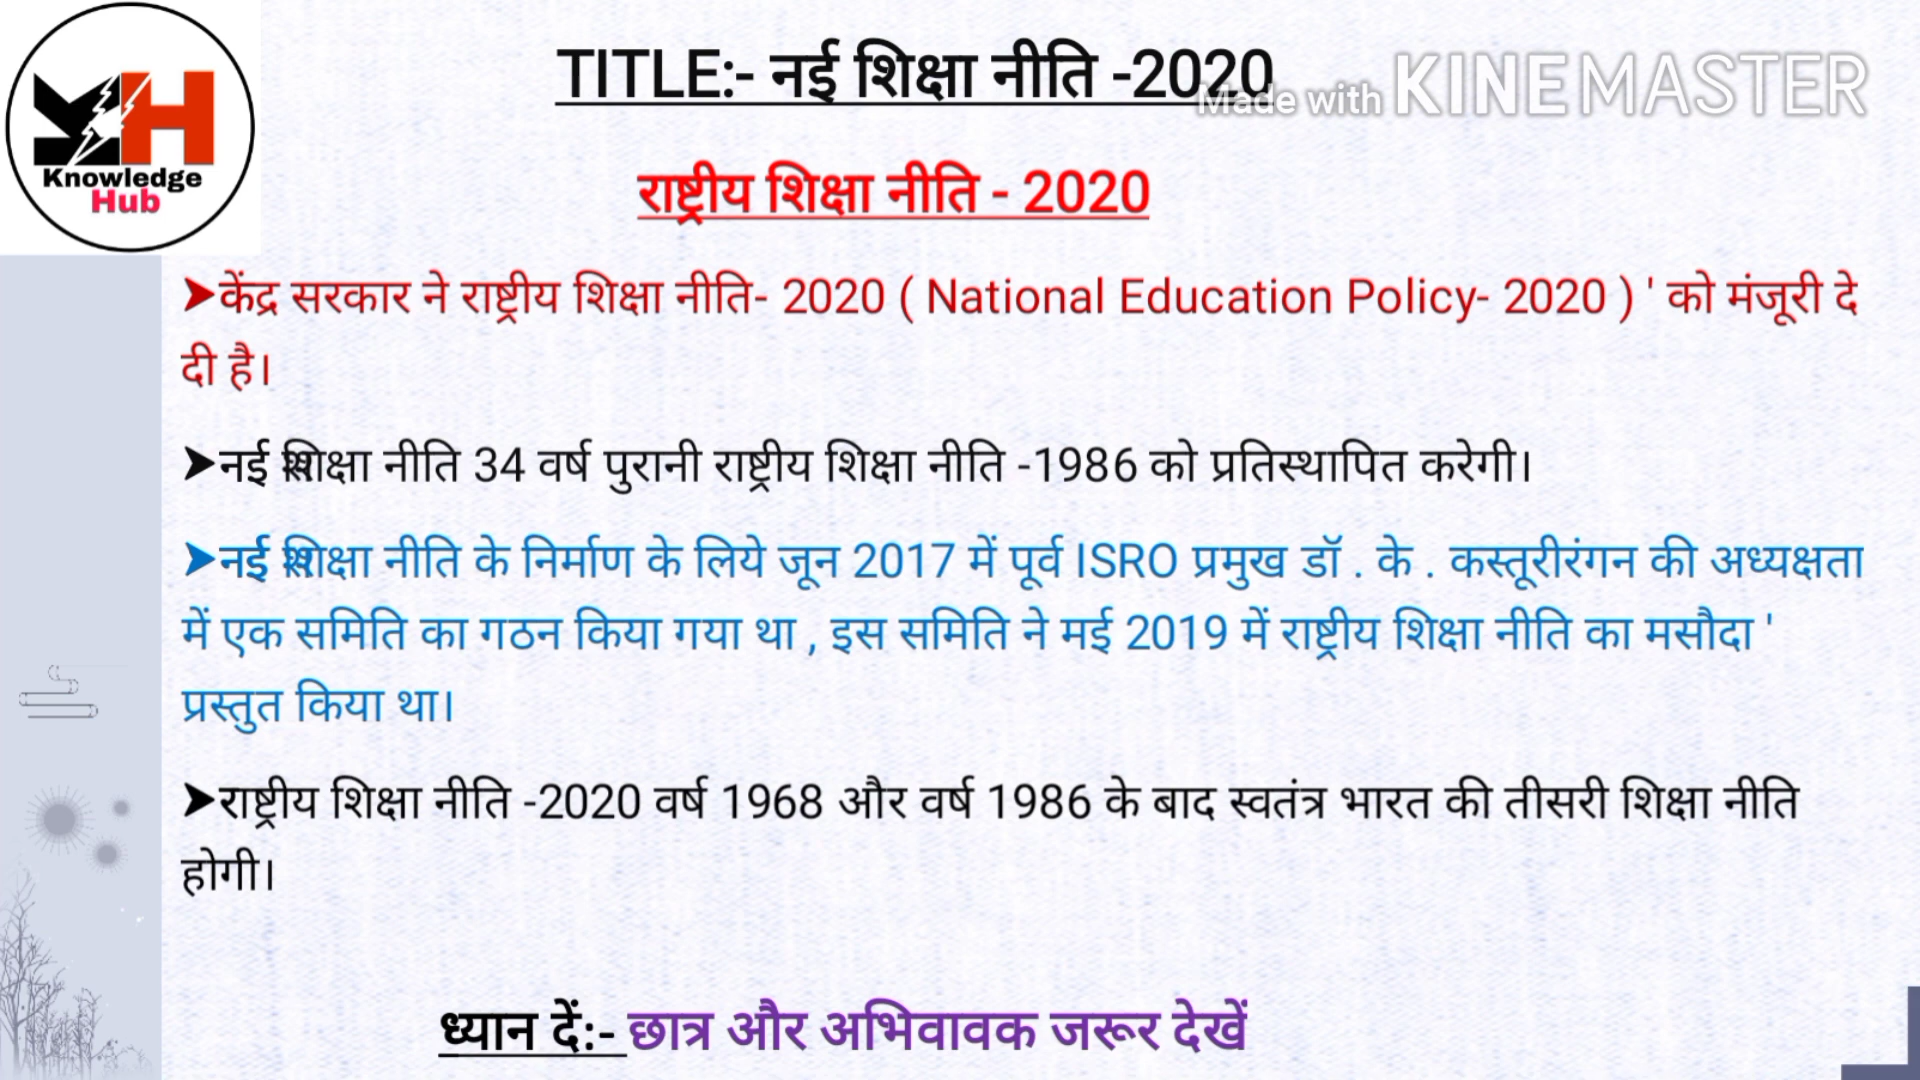 Knowledge
Hub
TITLE:- नई शिक्षा नीति -2020
Made with KINEMASTER
राष्ट्रीय शिक्षा नीति - 2020
➤केंद्र सरकार ने राष्ट्रीय शिक्षा नीति- 2020 ( National Education Policy- 2020 ) ' को मंजूरी दे
दी है।
➤नई शिक्षा नीति 34 वर्ष पुरानी राष्ट्रीय शिक्षा नीति -1986 को प्रतिस्थापित करेगी।
➤नई शिक्षा नीति के निर्माण के लिये जून 2017 में पूर्व ISRO प्रमुख डॉ . के . कस्तूरीरंगन की अध्यक्षता
में एक समिति का गठन किया गया था , इस समिति ने मई 2019 में राष्ट्रीय शिक्षा नीति का मसौदा '
प्रस्तुत किया था।
➤राष्ट्रीय शिक्षा नीति -2020 वर्ष 1968 और वर्ष 1986 के बाद स्वतंत्र भारत की तीसरी शिक्षा नीति
होगी।
ध्यान दें:- छात्र और अभिवावक जरूर देखें